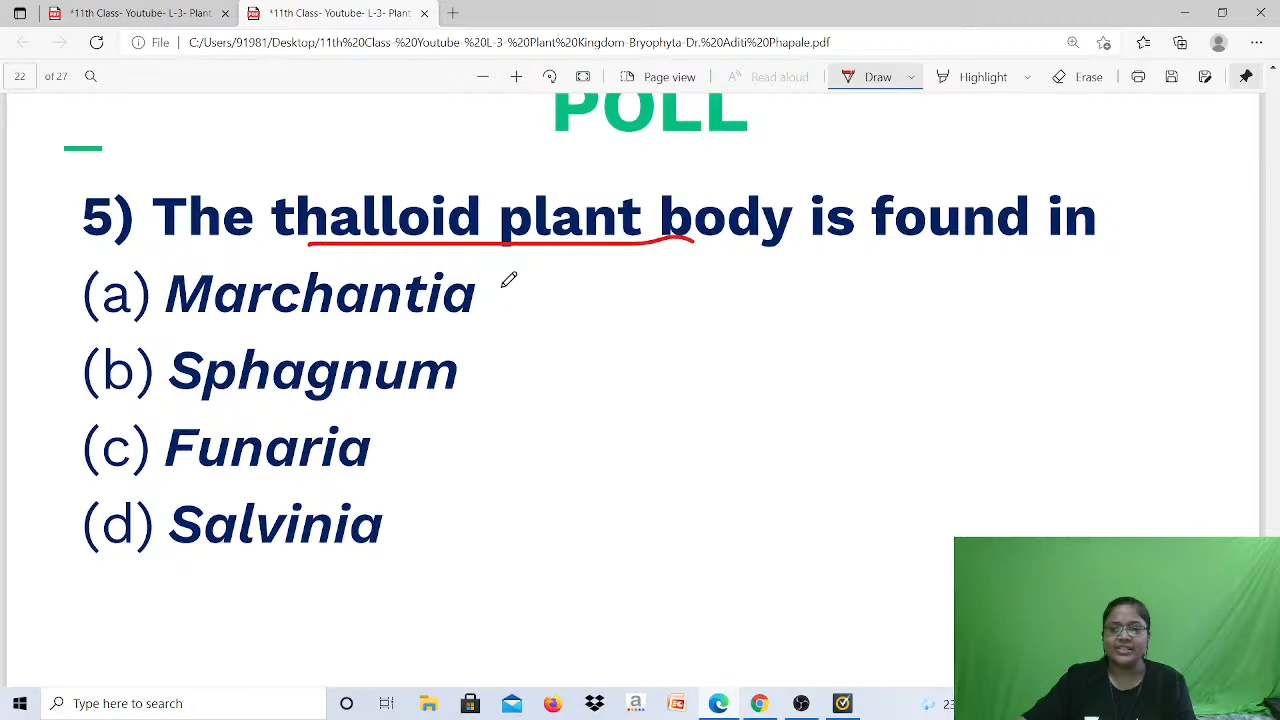 *11th Class- Youtube- L-3- Plant
*11th Class- Youtube- L-3- Plant
File
C:/Users/91981/Desktop/11th%20Class-%20Youtube-%20L-3-%20Plant%20Kingdom-Bryophyta-Dr.%20Aditi%20Phapale.pdf
22 of 27
Page view
Read aloud
Draw
Highlight
Erase
POLL
5) The thalloid plant body is found in
(a) Marchantia
(b) Sphagnum
(c) Funaria
(d) Salvinia
Type here to search